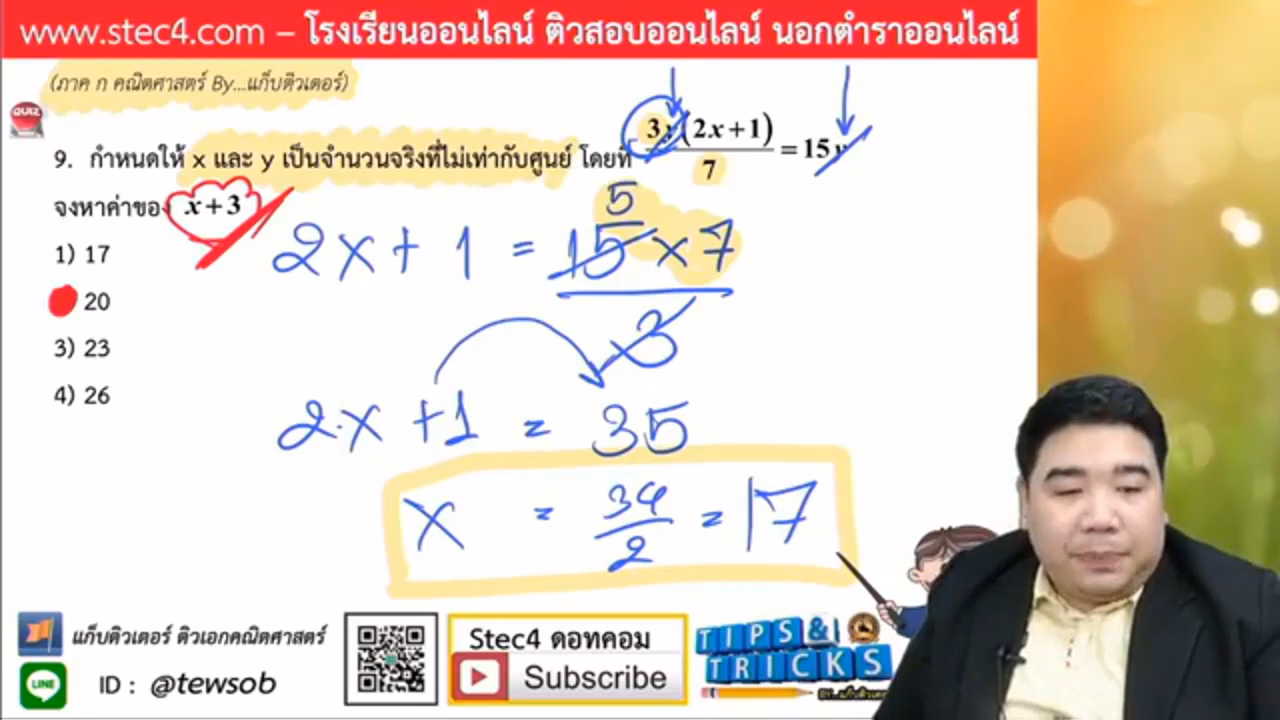 www.stec4.com – โรงเรียนออนไลน์ ติวสอบออนไลน์ นอกตำราออนไลน์
(ภาค ก คณิตศาสตร์ By...แก็บติวเตอร์)
QUIZ
9. กำหนดให้ x และ y เป็นจำนวนจริงที่ไม่เท่ากับศูนย์ โดยที่ 3y(2x+1)/7 = 15y
จงหาค่าของ x+3
1) 17
20
3) 23
4) 26
5
2x + 1 = 15 x 7
3
2x + 1 = 35
x = 34/2 = 17
แก็บติวเตอร์ ติวเอกคณิตศาสตร์
LINE
ID : @tewsob
Stec4 ดอทคอม
Subscribe
TIPS &
TRICKS